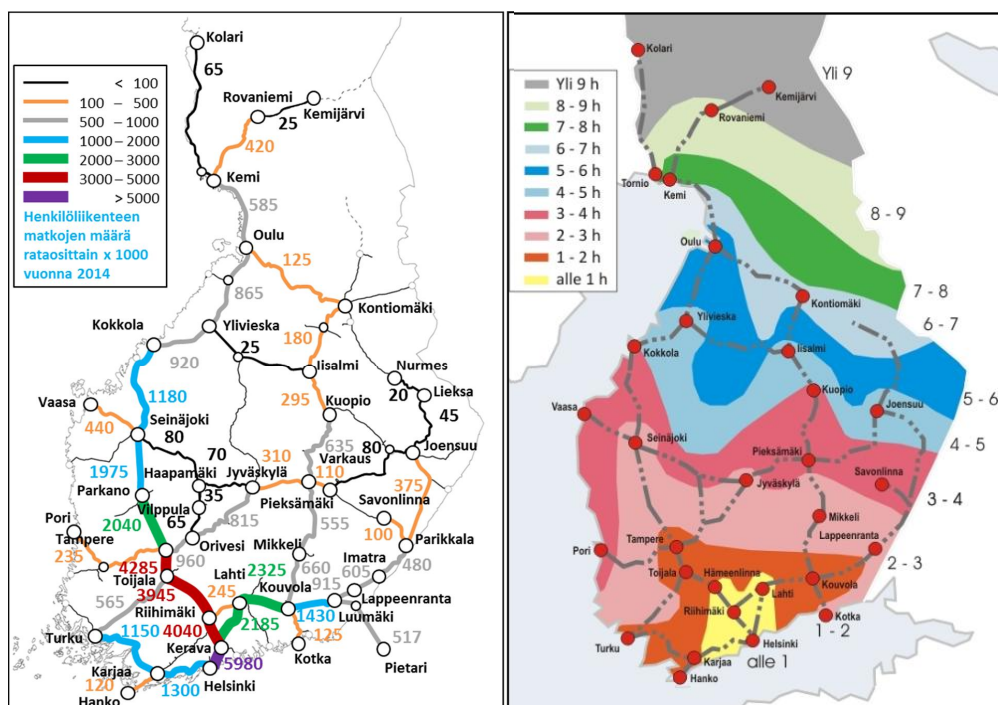 Kolari
65
Rovaniemi
Kemijärvi
25
420
Kemi
585
Oulu
125
865
Kontiomäki
180
Kokkola
Ylivieska
25
920
Iisalmi
Nurmes
20
Lieksa
45
295
Kuopio
1180
Vaasa
440
Seinäjoki
80
635
80
Joensuu
1975
70
Haapamäki
Jyväskylä
310
Varkaus
110
375
Parkano
35
Pieksämäki
Savonlinna
Vilppula
65
2040
815
555
100
Pori
Tampere
235
Orivesi
Mikkeli
Parikkala
960
4285
Toijala
Lahti
2325
660
Imatra
605
480
915
Kouvola
565
3945
245
Lappeenranta
Riihimäki
Luumäki
1430
Turku
1150
4040
2185
125
517
Kerava
Kotka
Pietari
Karjaa
5980
120
1300
Helsinki
Hanko
< 100
100 – 500
500 – 1000
1000 – 2000
2000 – 3000
3000 – 5000
> 5000
Henkilöliikenteen
matkojen määrä
rataosittain x 1000
vuonna 2014
Yli 9 h
8 - 9 h
7 - 8 h
6 - 7 h
5 - 6 h
4 - 5 h
3 - 4 h
2 - 3 h
1 - 2 h
alle 1 h
Kolari
Yli 9
Kemijärvi
Rovaniemi
Tornio
Kemi
8 - 9
Oulu
7 - 8
Kontiomäki
6 - 7
Ylivieska
Kokkola
Iisalmi
Kuopio
5 - 6
Vaasa
Joensuu
Seinäjoki
4 - 5
Pieksämäki
Jyväskylä
Savonlinna
3 - 4
Mikkeli
Lappeenranta
Tampere
Pori
2 - 3
Toijala
Hämeenlinna
Lahti
Kouvola
Riihimäki
Kotka
1 - 2
Turku
Helsinki
Karjaa
alle 1
Hanko